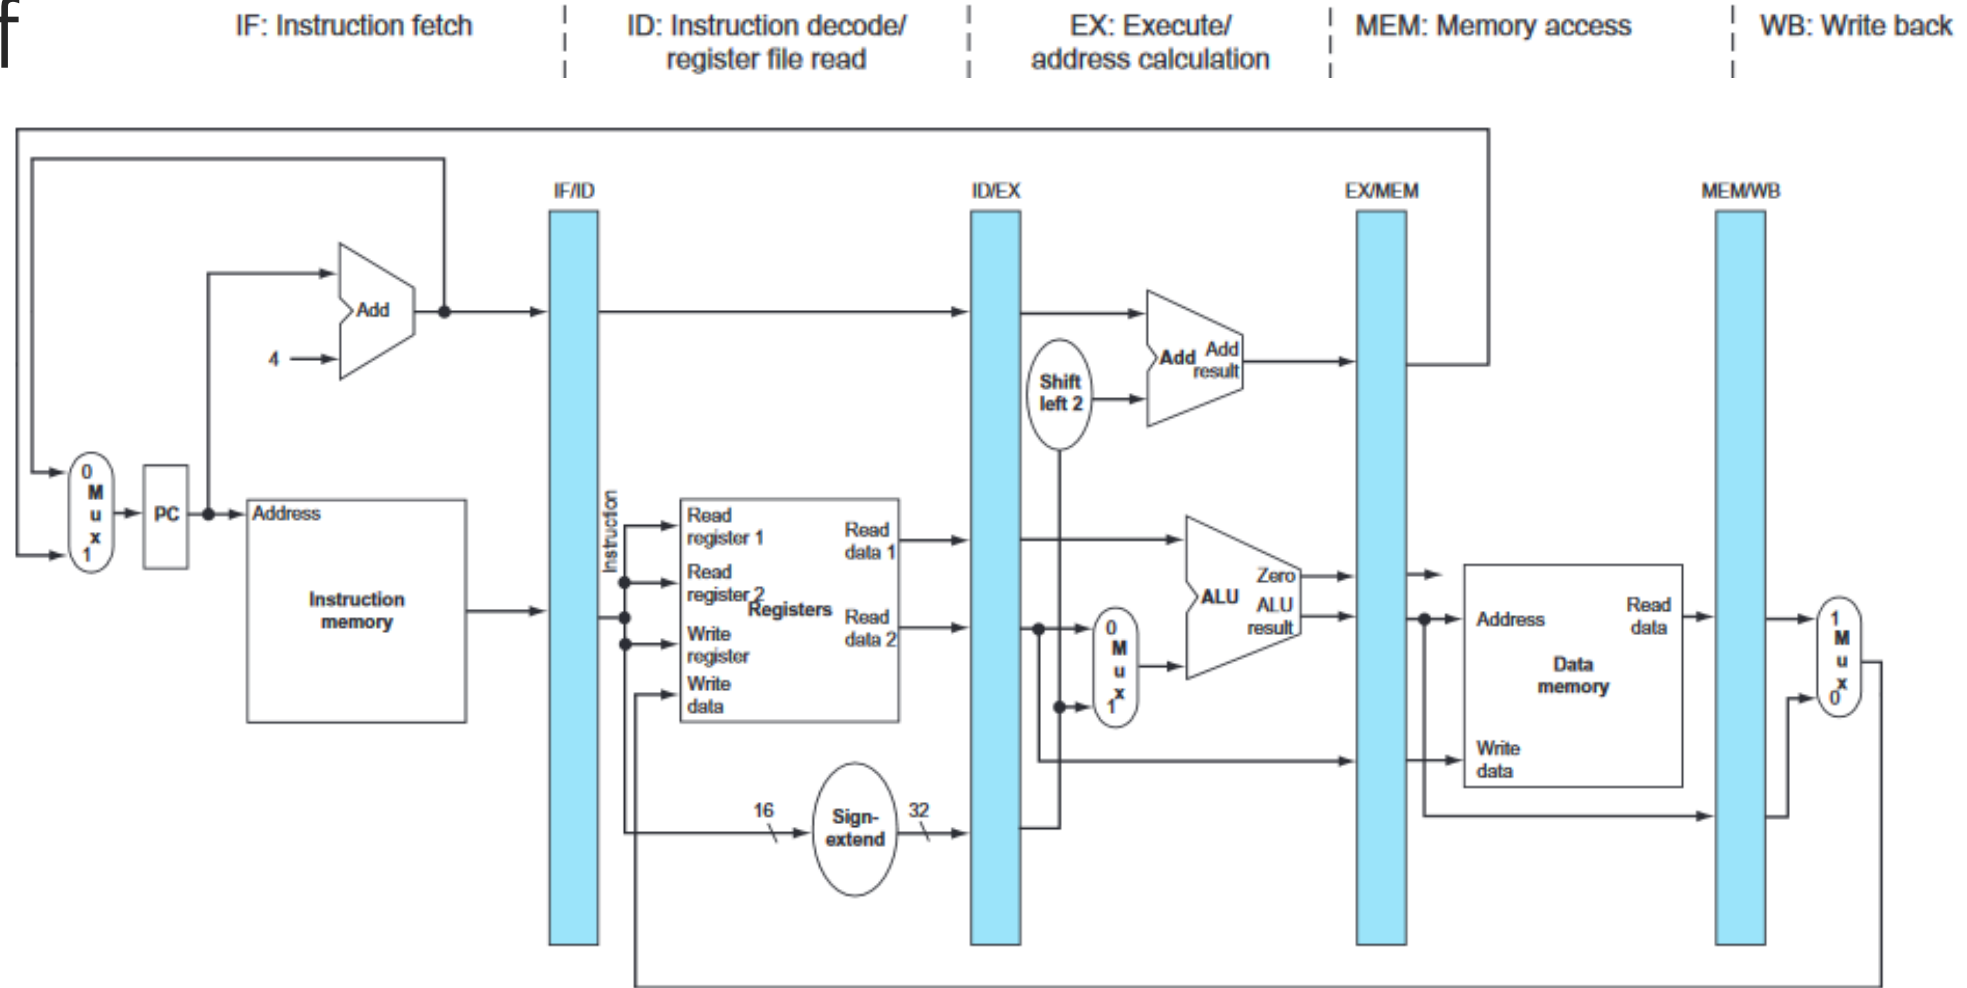 f
IF: Instruction fetch
ID: Instruction decode/
register file read
EX: Execute/
address calculation
MEM: Memory access
WB: Write back
IF/ID
ID/EX
EX/MEM
MEM/WB
Add
4
Shift
left 2
Add
Add
result
0
M
u
x
1
PC
Address
Instruction
memory
Instruction
Read
register 1
Read
register 2
Write
register
Write
data
Registers
Read
data 1
Read
data 2
16
Sign-
extend
32
0
M
u
x
1
ALU
Zero
ALU
result
Address
Read
data
Data
memory
Write
data
1
M
u
x
0